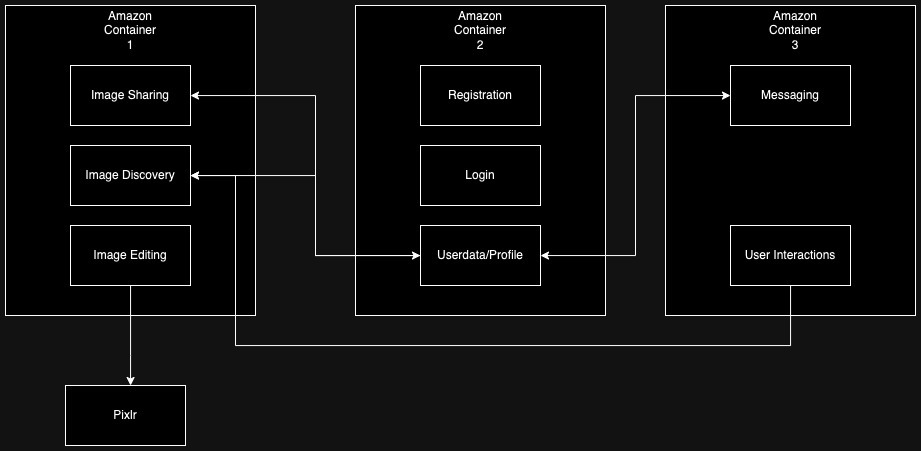 Amazon
Container
1
Image Sharing
Image Discovery
Image Editing
Pixlr
Amazon
Container
2
Registration
Login
Userdata/Profile
Amazon
Container
3
Messaging
User Interactions